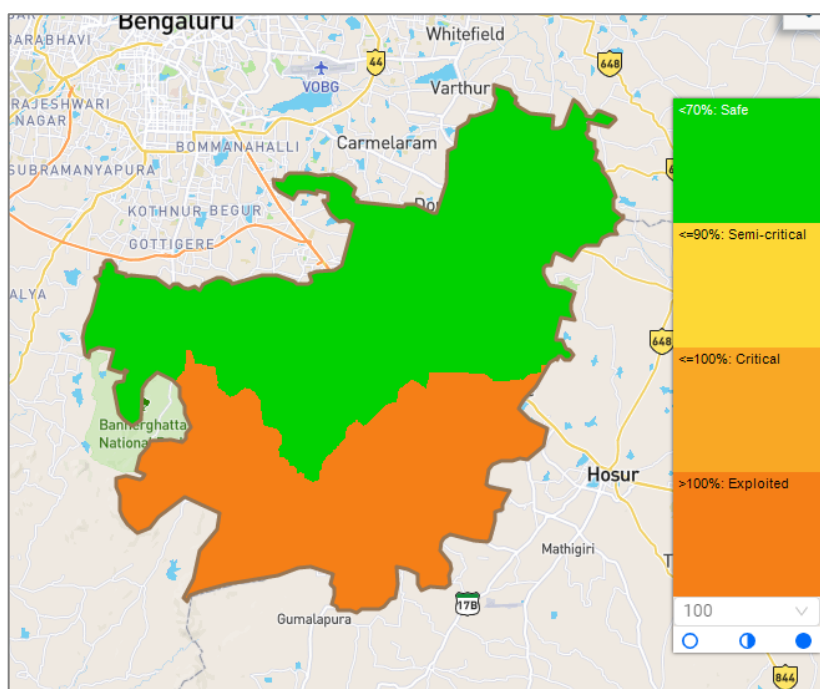 Bengaluru
GARABHAVI
Whitefield
44
648
VOBG
Varthur
RAJESHWARI
NAGAR
BOMMANAHALLI
Carmelaram
SUBRAMANYAPURA
KOTHNUR BEGUR
GOTTIGERE
ALYA
648
Bannerghatta
National
Hosur
Mathigiri
17B
Gumalapura
844
<70%: Safe
<=90%: Semi-critical
<=100%: Critical
>100%: Exploited
100